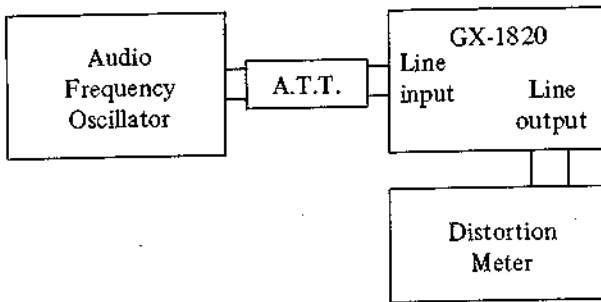 Audio
Frequency
Oscillator
A.T.T.
GX-1820
Line
input
Line
output
Distortion
Meter